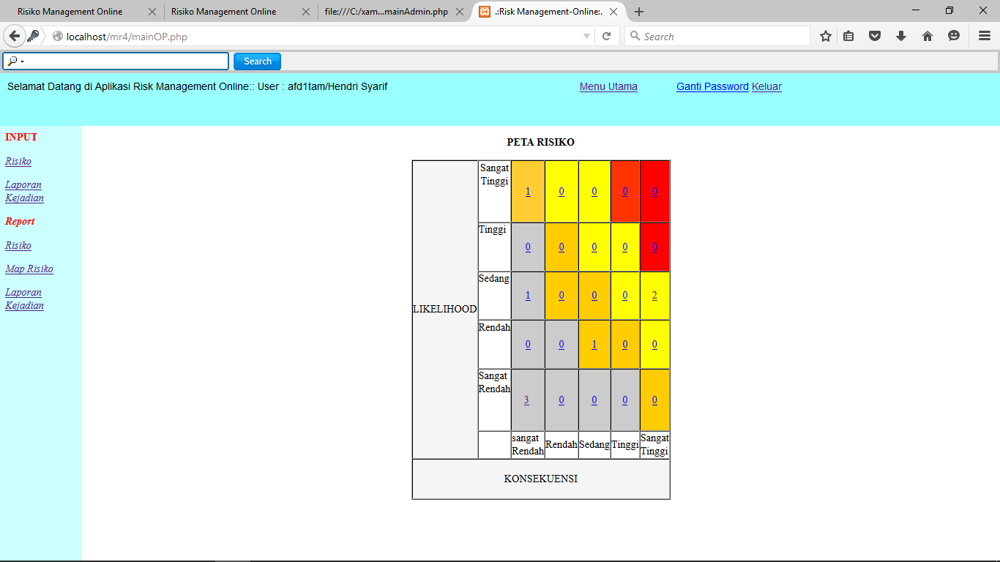 Risiko Management Online
Risiko Management Online
file:///C:/xam...mainAdmin.php
.:Risk Management-Online:.
localhost/mr4/mainOP.php
Search
Search
Selamat Datang di Aplikasi Risk Management Online:: User : afd1tam/Hendri Syarif
Menu Utama
Ganti Password Keluar
INPUT
Risiko
Laporan
Kejadian
Report
Risiko
Map Risiko
Laporan
Kejadian
PETA RISIKO
LIKELIHOOD
Sangat
Tinggi
1 0 0 0 0
Tinggi
0 0 0 0 0
Sedang
1 0 0 0 2
Rendah
0 0 1 0 0
Sangat
Rendah
3 0 0 0 0
sangat
Rendah
Rendah
Sedang
Tinggi
Sangat
Tinggi
KONSEKUENSI